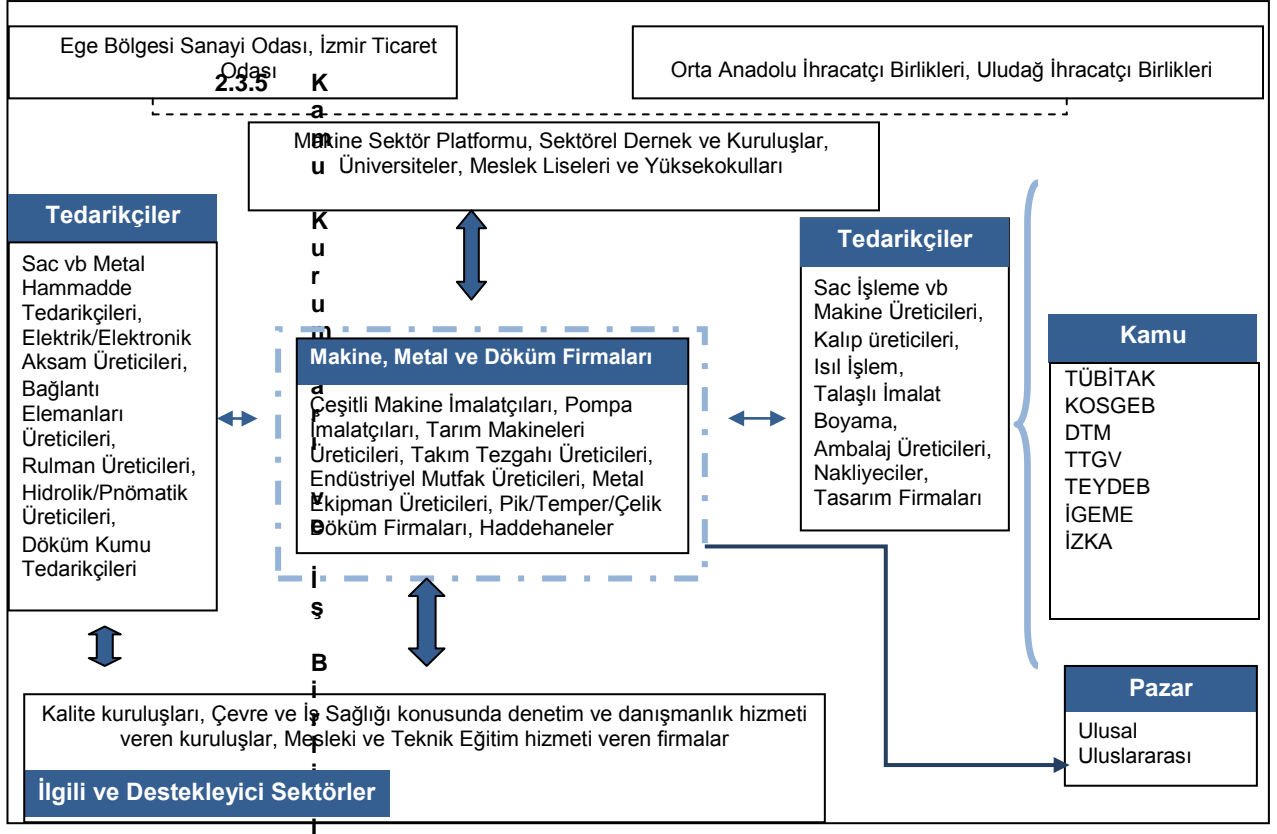 Ege Bölgesi Sanayi Odası, İzmir Ticaret
Odası
Orta Anadolu İhracatçı Birlikleri, Uludağ İhracatçı Birlikleri
2.3.5 K
a
m
u
K
u
r
u
m
a
r
ı
v
e
İ
ş
B
i
r
l
i
Makine Sektör Platformu, Sektörel Dernek ve Kuruluşlar,
Üniversiteler, Meslek Liseleri ve Yüksekokulları
Tedarikçiler
Sac vb Metal
Hammadde
Tedarikçileri,
Elektrik/Elektronik
Aksam Üreticileri,
Bağlantı
Elemanları
Üreticileri,
Rulman Üreticileri,
Hidrolik/Pnömatik
Üreticileri,
Döküm Kumu
Tedarikçileri
Makine, Metal ve Döküm Firmaları
Çeşitli Makine İmalatçıları, Pompa
İmalatçıları, Tarım Makineleri
Üreticileri, Takım Tezgahı Üreticileri,
Endüstriyel Mutfak Üreticileri, Metal
Ekipman Üreticileri, Pik/Temper/Çelik
Döküm Firmaları, Haddehaneler
Tedarikçiler
Sac İşleme vb
Makine Üreticileri,
Kalıp üreticileri,
Isıl İşlem,
Talaşlı İmalat
Boyama,
Ambalaj Üreticileri,
Nakliyeciler,
Tasarım Firmaları
Kamu
TÜBİTAK
KOSGEB
DTM
TTGV
TEYDEB
İGEME
İZKA
Pazar
Ulusal
Uluslararası
Kalite kuruluşları, Çevre ve İş Sağlığı konusunda denetim ve danışmanlık hizmeti
veren kuruluşlar, Mesleki ve Teknik Eğitim hizmeti veren firmalar
İlgili ve Destekleyici Sektörler